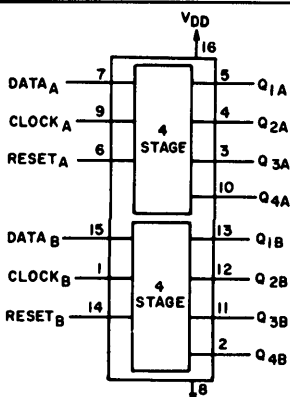 VDD
16
DATAA 7 5 Q1A
CLOCKA 9 4 Q2A
RESETA 6 4 STAGE 3 Q3A
10 Q4A
DATAB 15 13 Q1B
CLOCKB 1 12 Q2B
RESETB 14 4 STAGE 11 Q3B
2 Q4B
8